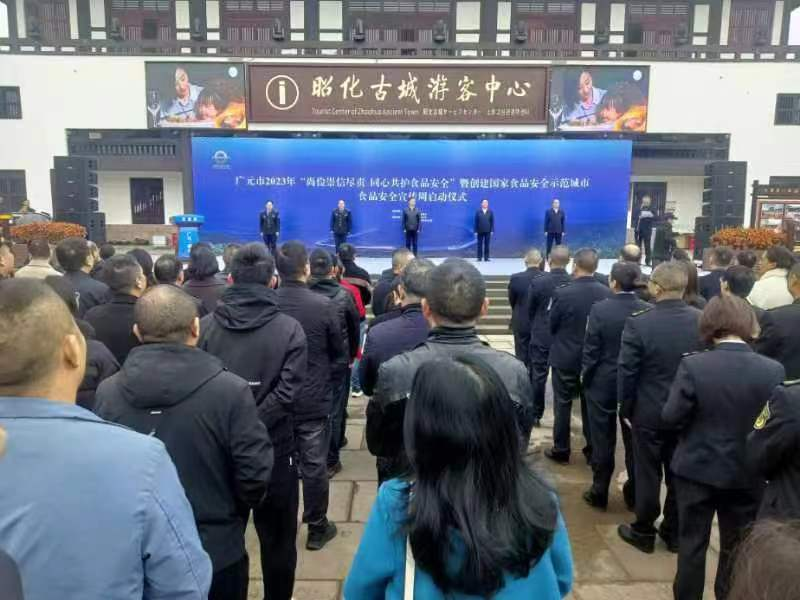 昭化古城游客中心
Tourist Center of Zhaohua Ancient Town
广元市2023年“尚俭崇信尽责 同心共护食品安全”暨创建国家食品安全示范城市
食品安全宣传周启动仪式